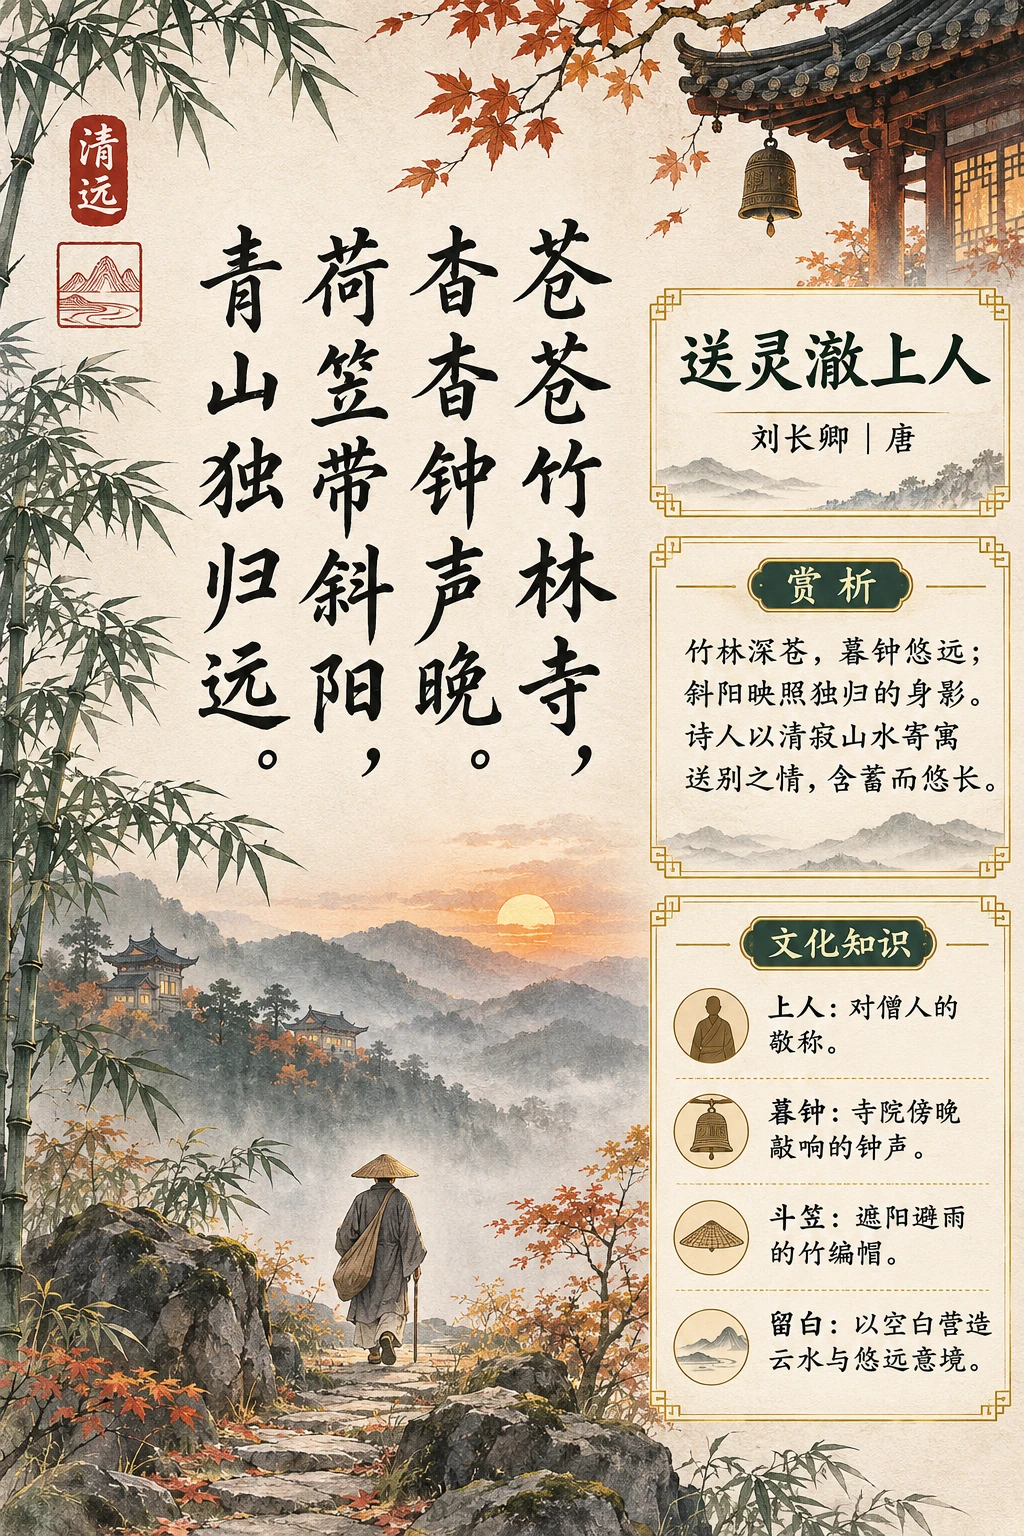 清远
苍苍竹林寺，
杳杳钟声晚。
荷笠带斜阳，
青山独归远。
送灵澈上人
刘长卿｜唐
赏析
竹林深苍，暮钟悠远；
斜阳映照独归的身影。
诗人以清寂山水寄寓
送别之情，含蓄而悠长。
文化知识
上人：对僧人的
敬称。
暮钟：寺院傍晚
敲响的钟声。
斗笠：遮阳避雨
的竹编帽。
留白：以空白营造
云水与悠远意境。